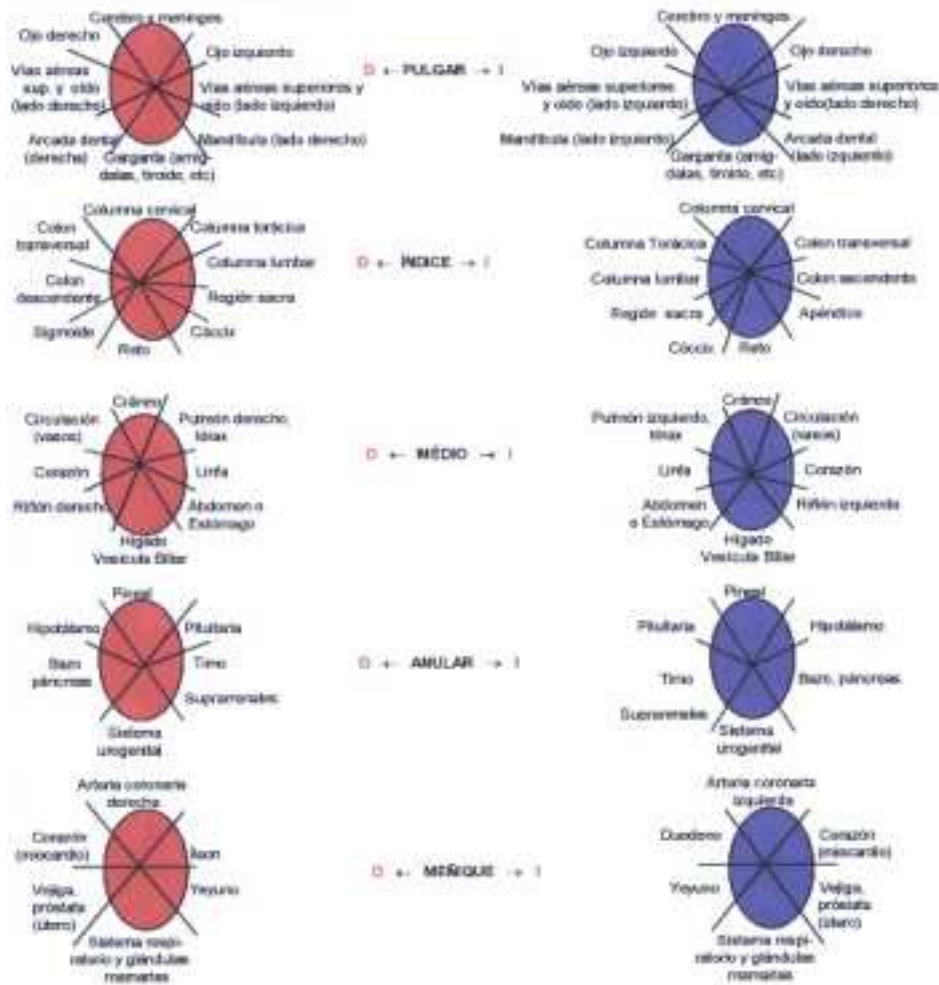 Cerebro y meninges
Ojo derecho
Ojo izquierdo
Vías aéreas
sup. y oído
(lado derecho)
Vías aéreas superiores y
oído (lado izquierdo)
Arcada dental
(derecha)
Mandíbula (lado derecho)
Garganta (amíg-
dalas, tiroide, etc)
D ← PULGAR → I
Cerebro y meninges
Ojo izquierdo
Ojo derecho
Vías aéreas superiores
y oído (lado izquierdo)
Vías aéreas superiores
y oído(lado derecho)
Mandíbula (lado izquierdo)
Arcada dental
(lado izquierdo)
Garganta (amíg-
dalas, tiroide, etc)
Columna cervical
Colon
transversal
Columna torácica
Columna lumbar
Colon
descendente
Región sacra
Sigmoide
Cóccix
Reto
D ← ÍNDICE → I
Columna cervical
Columna Torácica
Colon transversal
Columna lumbar
Colon ascendente
Región sacra
Apéndice
Cóccix
Reto
Cráneo
Circulación
(vasos)
Pulmón derecho,
tórax
Corazón
Linfa
Riñón derecho
Abdomen o
Estómago
Hígado
Vesícula Biliar
D ← MÉDIO → I
Cráneo
Pulmón izquierdo,
tórax
Circulación
(vasos)
Linfa
Corazón
Abdomen
o Estómago
Riñón izquierdo
Hígado
Vesícula Biliar
Pineal
Hipotálamo
Pituitaria
Bazo
páncreas
Timo
Suprarrenales
Sistema
urogenital
D ← ANULAR → I
Pineal
Pituitaria
Hipotálamo
Timo
Bazo, páncreas
Suprarrenales
Sistema
urogenital
Arteria coronaria
derecha
Corazón
(miocardio)
Íleon
Vejiga,
próstata
(útero)
Yeyuno
Sistema respi-
ratorio y glándulas
mamarias
D ← MEÑIQUE → I
Arteria coronaria
izquierda
Duodeno
Corazón
(miocardio)
Yeyuno
Vejiga,
próstata
(útero)
Sistema respi-
ratorio y glándulas
mamarias